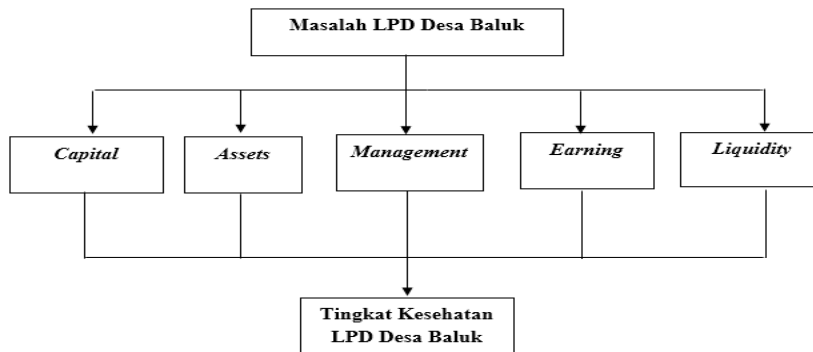 Masalah LPD Desa Baluk
Capital
Assets
Management
Earning
Liquidity
Tingkat Kesehatan
LPD Desa Baluk